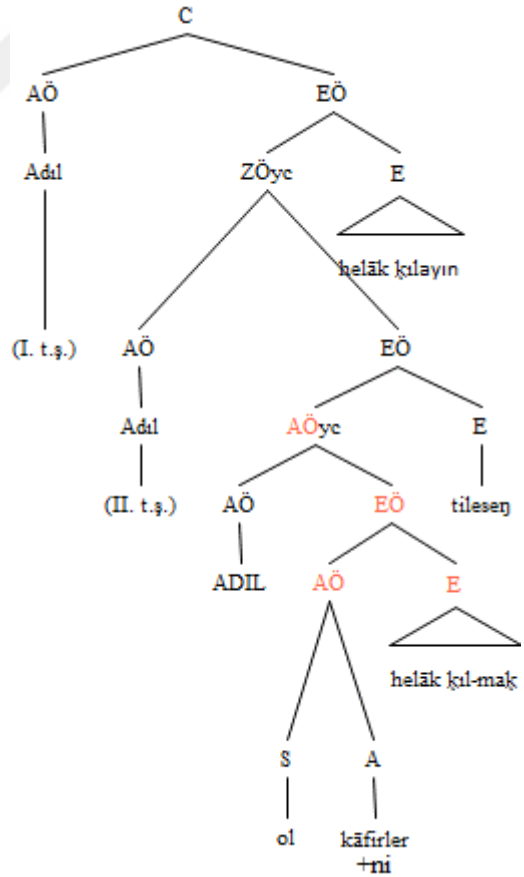 C
AÖ EÖ
Adıl ZÖyc E
helāk ḳılayın
(I. t.ş.) AÖ EÖ
Adıl AÖyc E
(II. t.ş.) AÖ EÖ tileseŋ
ADIL AÖ E
helāk ḳıl-maḳ
S A
ol kāfırler
+ni